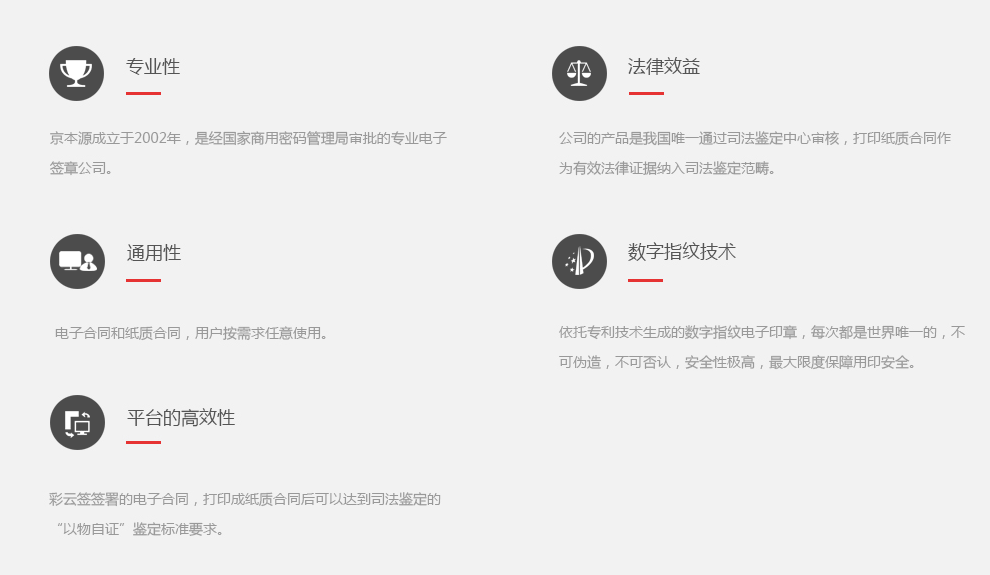 专业性
京本源成立于2002年，是经国家商用密码管理局审批的专业电子
签章公司。
法律效益
公司的产品是我国唯一通过司法鉴定中心审核，打印纸质合同作
为有效法律证据纳入司法鉴定范畴。
通用性
电子合同和纸质合同，用户按需求任意使用。
数字指纹技术
依托专利技术生成的数字指纹电子印章，每次都是世界唯一的，不
可伪造，不可否认，安全性极高，最大限度保障用印安全。
平台的高效性
彩云签签署的电子合同，打印成纸质合同后可以达到司法鉴定的
“以物自证”鉴定标准要求。